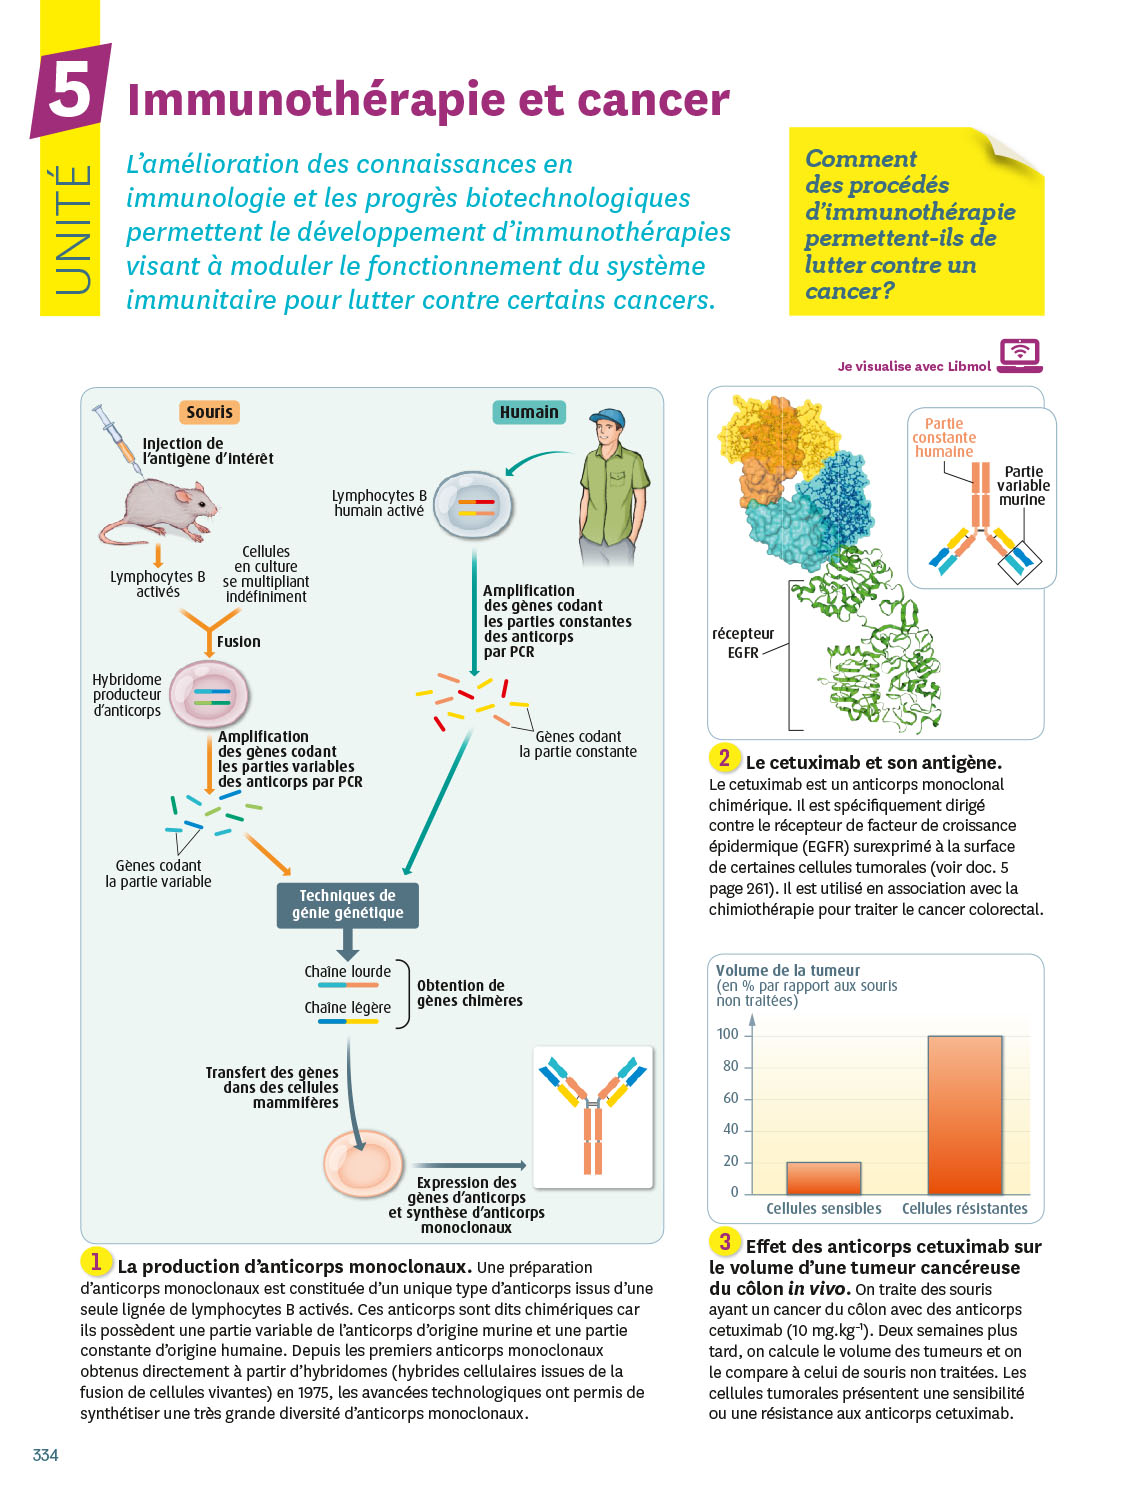 5
UNITÉ
Immunothérapie et cancer
L’amélioration des connaissances en
immunologie et les progrès biotechnologiques
permettent le développement d’immunothérapies
visant à moduler le fonctionnement du système
immunitaire pour lutter contre certains cancers.
Comment
des procédés
d’immunothérapie
permettent-ils de
lutter contre un
cancer?
Je visualise avec Libmol
Souris
Humain
Injection de
l’antigène d’intérêt
Lymphocytes B
humain activé
Lymphocytes B
activés
Cellules
en culture
se multipliant
indéfiniment
Fusion
Amplification
des gènes codant
les parties constantes
des anticorps
par PCR
Hybridome
producteur
d’anticorps
Amplification
des gènes codant
les parties variables
des anticorps par PCR
Gènes codant
la partie constante
Gènes codant
la partie variable
Techniques de
génie génétique
Chaîne lourde
Chaîne légère
Obtention de
gènes chimères
Transfert des gènes
dans des cellules
mammifères
Expression des
gènes d’anticorps
et synthèse d’anticorps
monoclonaux
1 La production d’anticorps monoclonaux. Une préparation
d’anticorps monoclonaux est constituée d’un unique type d’anticorps issus d’une
seule lignée de lymphocytes B activés. Ces anticorps sont dits chimériques car
ils possèdent une partie variable de l’anticorps d’origine murine et une partie
constante d’origine humaine. Depuis les premiers anticorps monoclonaux
obtenus directement à partir d’hybridomes (hybrides cellulaires issues de la
fusion de cellules vivantes) en 1975, les avancées technologiques ont permis de
synthétiser une très grande diversité d’anticorps monoclonaux.
Partie
constante
humaine
Partie
variable
murine
récepteur
EGFR
2 Le cetuximab et son antigène.
Le cetuximab est un anticorps monoclonal
chimérique. Il est spécifiquement dirigé
contre le récepteur de facteur de croissance
épidermique (EGFR) surexprimé à la surface
de certaines cellules tumorales (voir doc. 5
page 261). Il est utilisé en association avec la
chimiothérapie pour traiter le cancer colorectal.
Volume de la tumeur
(en % par rapport aux souris
non traitées)
100
80
60
40
20
0
Cellules sensibles Cellules résistantes
3 Effet des anticorps cetuximab sur
le volume d’une tumeur cancéreuse
du côlon in vivo. On traite des souris
ayant un cancer du côlon avec des anticorps
cetuximab (10 mg.kg⁻¹). Deux semaines plus
tard, on calcule le volume des tumeurs et on
le compare à celui de souris non traitées. Les
cellules tumorales présentent une sensibilité
ou une résistance aux anticorps cetuximab.
334